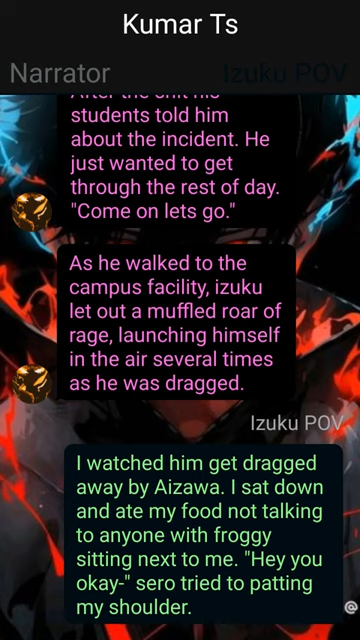 Kumar Ts
Narrator
Izuku POV
After the shit his
students told him
about the incident. He
just wanted to get
through the rest of day.
"Come on lets go."
As he walked to the
campus facility, izuku
let out a muffled roar of
rage, launching himself
in the air several times
as he was dragged.
Izuku POV
I watched him get dragged
away by Aizawa. I sat down
and ate my food not talking
to anyone with froggy
sitting next to me. "Hey you
okay-" sero tried to patting
my shoulder.
@